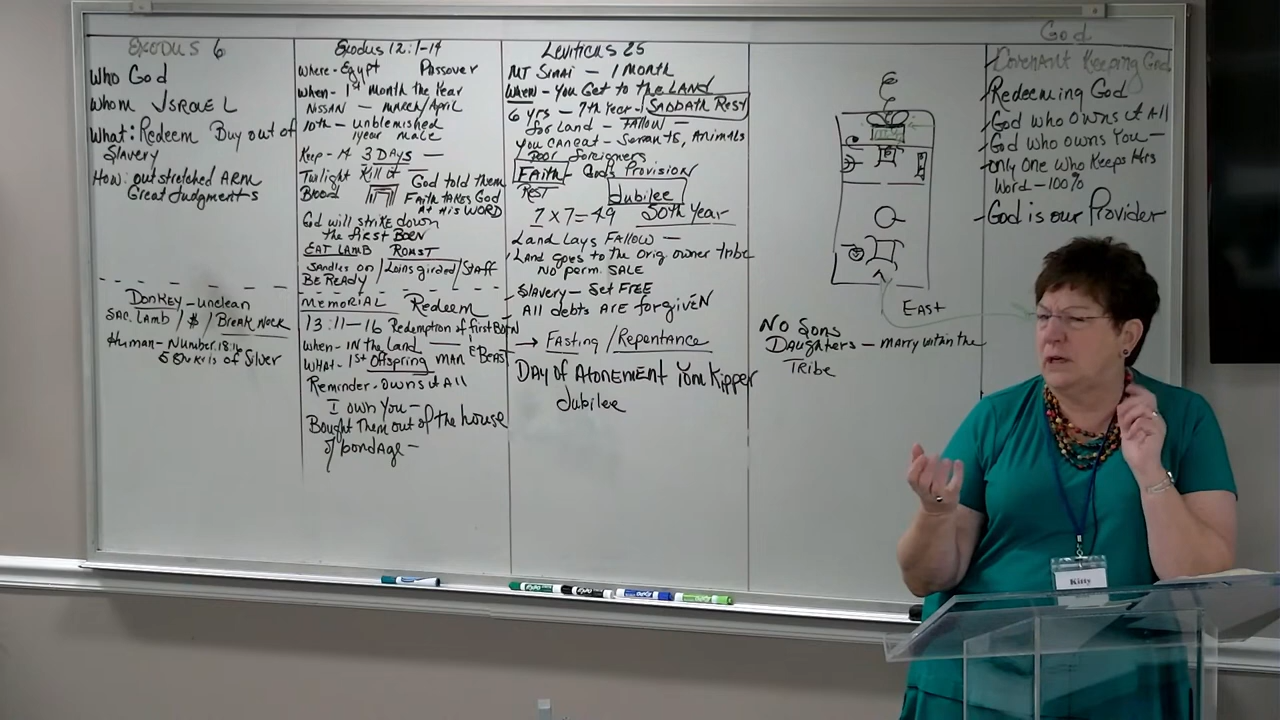 Exodus 6
Who God
Whom Israel
What: Redeem Buy out of
Slavery
How: outstretched ARM
Great Judgments
Donkey - unclean
Sac. Lamb / $ / Break Neck
Human - Number 18:16
5 Shekels of Silver
Exodus 12:1-14
Where - Egypt Passover
When - 1st Month the Year
Nissan - March/April
10th - unblemished
1 year male
Keep - 3 Days -
Twilight Kill it
Blood
God told them
Faith takes God
At His WORD
God will strike down
the first Born
EAT LAMB ROAST
Sandles on / Loins girded / Staff
BE READY
MEMORIAL Redeem
13:11-16 Redemption of first Born
When - IN the Land
man & Beast
WHAT - 1st Offspring
Reminder - owns it All
I own You -
Bought Them out of the house
of bondage -
Leviticus 25
MT Sinai - 1 Month
When - You Get to the LAND
6 yrs - 7th Year - SABBATH Rest
for Land - Fallow -
You can eat - Servants, Animals
Poor foreigners
FAITH - God's Provision
REST
Jubilee
7 x 7 = 49 50th Year
Land Lays Fallow -
Land goes to the orig. owner tribe
No perm. SALE
Slavery - Set FREE
All debts ARE forgiven
→ Fasting / Repentance
DAY of Atonement Yom Kipper
Jubilee
East
No Sons
Daughters - marry within the
Tribe
God
Covenant Keeping God
Redeeming God
God who Owns it All
God who owns You -
only One who Keeps His
Word - 100%
God is our Provider
Kitty
EXPO